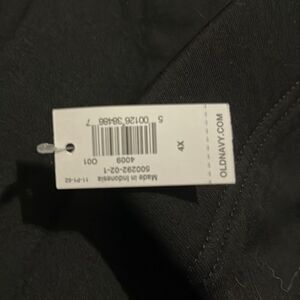 OLDNAVY.COM
4X
5 00126 38486 7
4009 001
500292-02-1
Made in Indonesia
11-P1-62